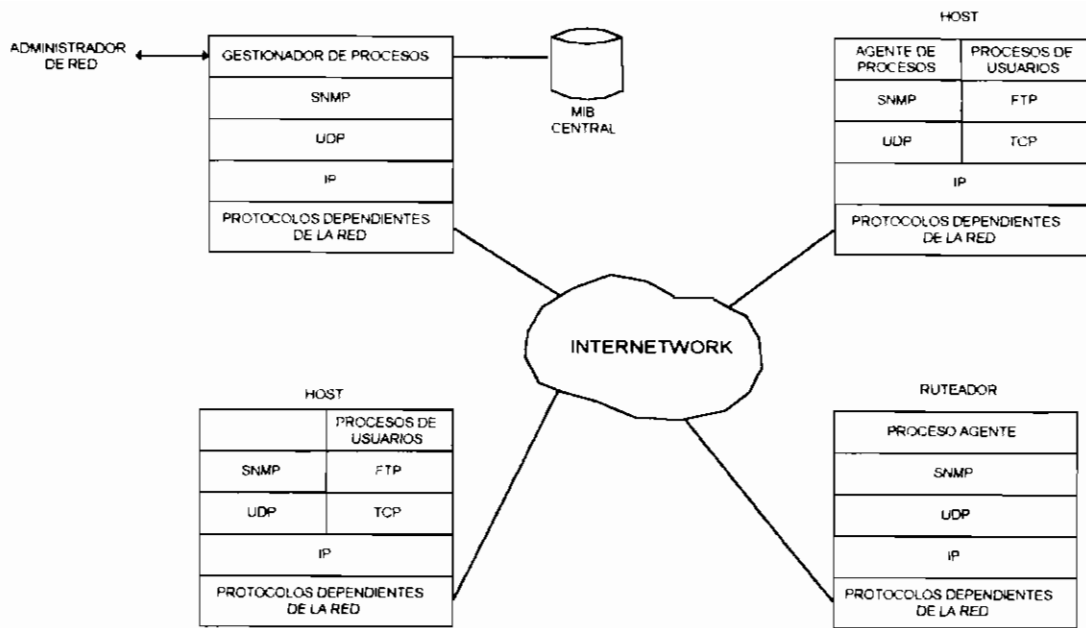 ADMINISTRADOR
DE RED
GESTIONADOR DE PROCESOS
SNMP
UDP
IP
PROTOCOLOS DEPENDIENTES
DE LA RED
MIB
CENTRAL
HOST
AGENTE DE
PROCESOS
PROCESOS DE
USUARIOS
SNMP
FTP
UDP
TCP
IP
PROTOCOLOS DEPENDIENTES
DE LA RED
INTERNETWORK
HOST
PROCESOS DE
USUARIOS
SNMP
FTP
UDP
TCP
IP
PROTOCOLOS DEPENDIENTES
DE LA RED
RUTEADOR
PROCESO AGENTE
SNMP
UDP
IP
PROTOCOLOS DEPENDIENTES
DE LA RED